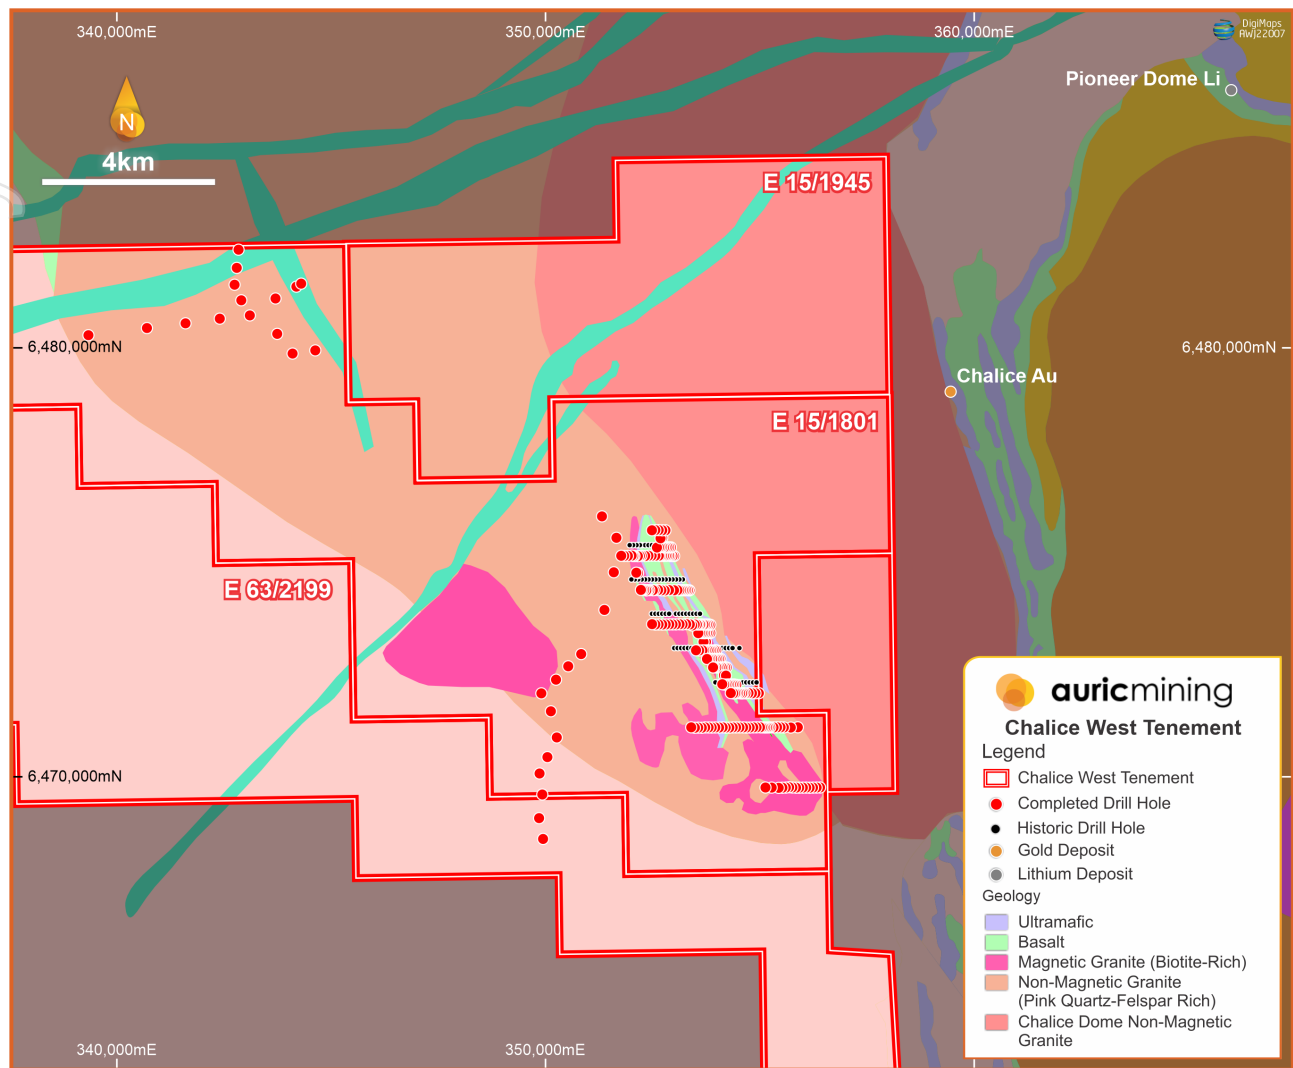 340,000mE
350,000mE
360,000mE
DigiMaps
AWJ22007
Pioneer Dome Li
N
4km
E 15/1945
6,480,000mN
6,480,000mN
Chalice Au
E 15/1801
E 63/2199
6,470,000mN
auricmining
Chalice West Tenement
Legend
Chalice West Tenement
Completed Drill Hole
Historic Drill Hole
Gold Deposit
Lithium Deposit
Geology
Ultramafic
Basalt
Magnetic Granite (Biotite-Rich)
Non-Magnetic Granite
(Pink Quartz-Felspar Rich)
Chalice Dome Non-Magnetic
Granite
340,000mE
350,000mE